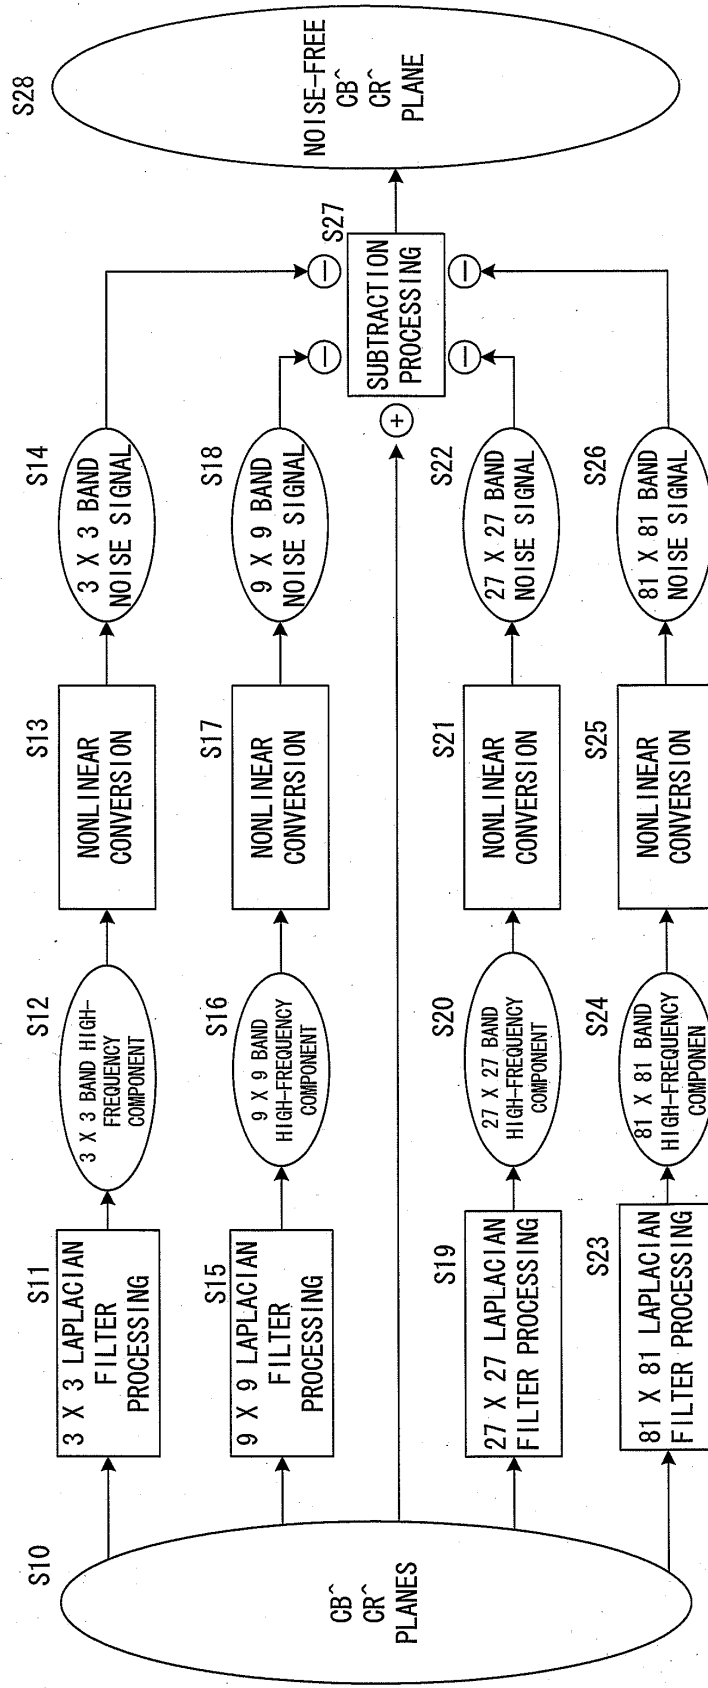 S10
CB^
CR^
PLANES
S11
3 X 3 LAPLACIAN
FILTER
PROCESSING
S12
3 X 3 BAND HIGH-
FREQUENCY
COMPONENT
S13
NONLINEAR
CONVERSION
S14
3 X 3 BAND
NOISE SIGNAL
S15
9 X 9 LAPLACIAN
FILTER
PROCESSING
S16
9 X 9 BAND
HIGH-FREQUENCY
COMPONENT
S17
NONLINEAR
CONVERSION
S18
9 X 9 BAND
NOISE SIGNAL
S19
27 X 27 LAPLACIAN
FILTER PROCESSING
S20
27 X 27 BAND
HIGH-FREQUENCY
COMPONENT
S21
NONLINEAR
CONVERSION
S22
27 X 27 BAND
NOISE SIGNAL
S23
81 X 81 LAPLACIAN
FILTER PROCESSING
S24
81 X 81 BAND
HIGH-FREQUENCY
COMPONEN
S25
NONLINEAR
CONVERSION
S26
81 X 81 BAND
NOISE SIGNAL
S27
−
−
SUBTRACTION
PROCESSING
+
−
−
S28
NOISE-FREE
CB^
CR^
PLANE